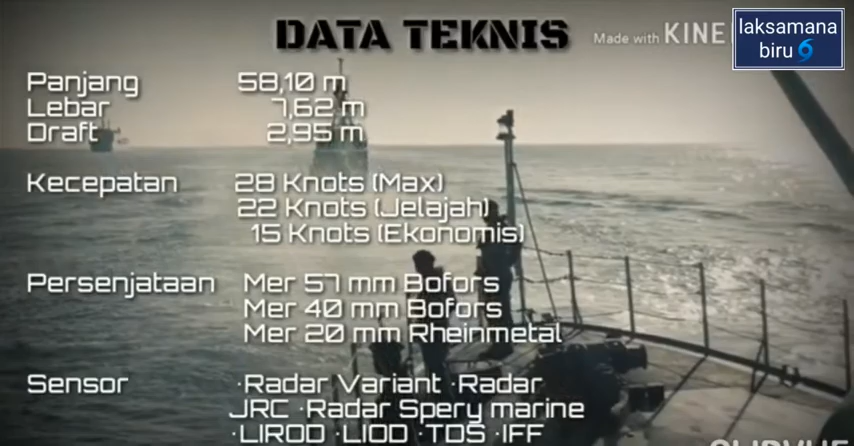 DATA TEKNIS
Made with KINE
laksamana
biru
Panjang 58,10 m
Lebar 7,62 m
Draft 2,95 m
Kecepatan 28 Knots (Max)
22 Knots (Jelajah)
15 Knots (Ekonomis)
Persenjataan Mer 57 mm Bofors
Mer 40 mm Bofors
Mer 20 mm Rheinmetal
Sensor ·Radar Variant ·Radar
JRC ·Radar Spery marine
·LIROD ·LIOD ·TDS ·IFF